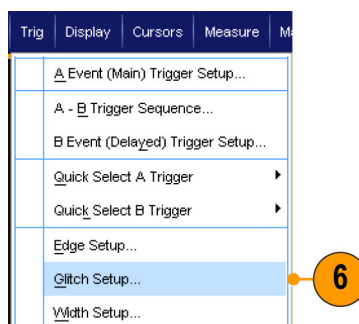 Trig Display Cursors Measure
A Event (Main) Trigger Setup...
A - B Trigger Sequence...
B Event (Delayed) Trigger Setup...
Quick Select A Trigger
Quick Select B Trigger
Edge Setup...
Glitch Setup...
6
Width Setup...